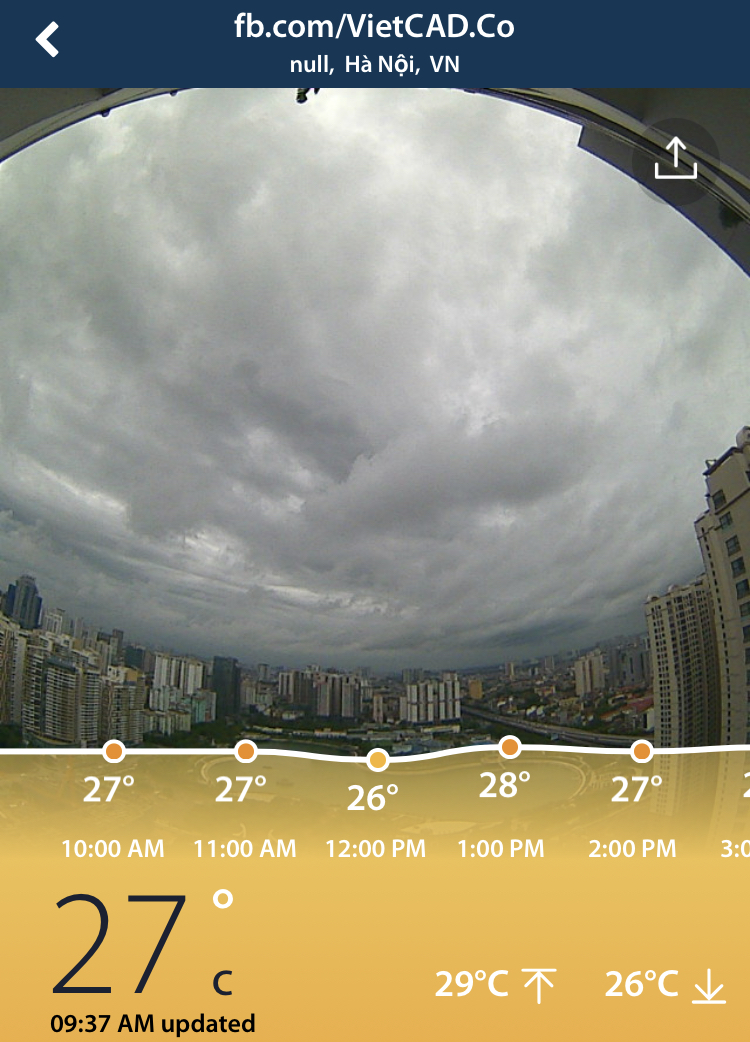 fb.com/VietCAD.Co
null, Hà Nội, VN
27° 27° 26° 28° 27°
10:00 AM 11:00 AM 12:00 PM 1:00 PM 2:00 PM
27°C
29°C 26°C
09:37 AM updated